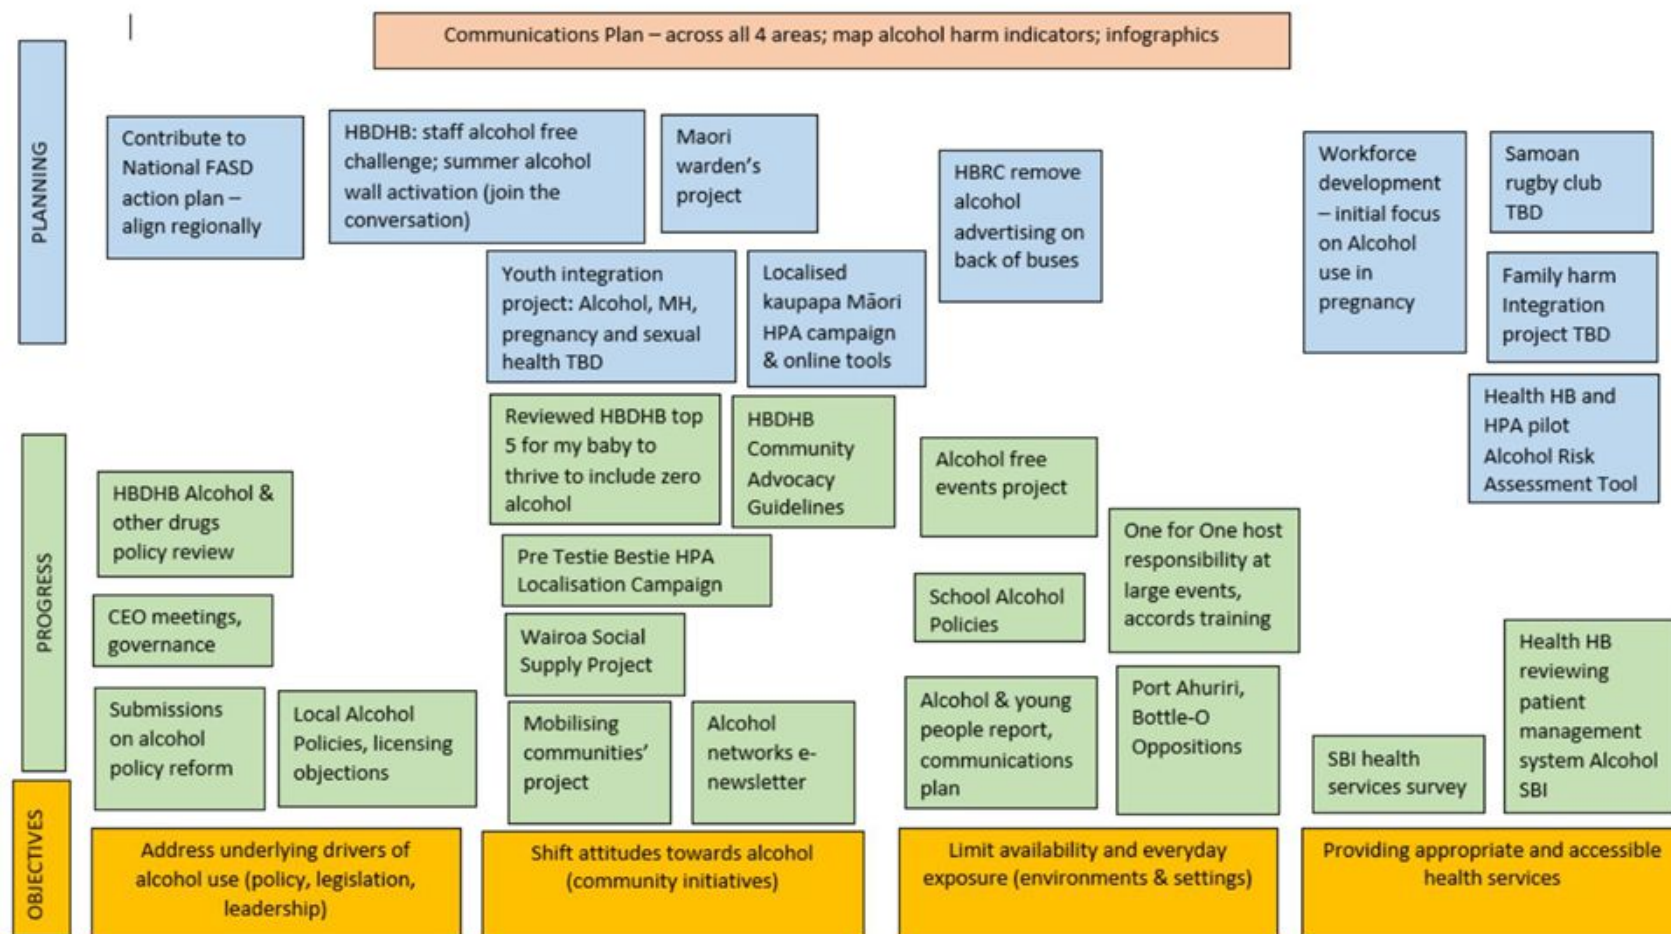 Communications Plan – across all 4 areas; map alcohol harm indicators; infographics
PLANNING
Contribute to
National FASD
action plan –
align regionally
HBDHB: staff alcohol free
challenge; summer alcohol
wall activation (join the
conversation)
Maori
warden's
project
HBRC remove
alcohol
advertising on
back of buses
Workforce
development
– initial focus
on Alcohol
use in
pregnancy
Samoan
rugby club
TBD
Youth integration
project: Alcohol, MH,
pregnancy and sexual
health TBD
Localised
kaupapa Māori
HPA campaign
& online tools
Family harm
Integration
project TBD
Health HB and
HPA pilot
Alcohol Risk
Assessment Tool
PROGRESS
Reviewed HBDHB top
5 for my baby to
thrive to include zero
alcohol
HBDHB
Community
Advocacy
Guidelines
Alcohol free
events project
HBDHB Alcohol &
other drugs
policy review
One for One host
responsibility at
large events,
accords training
Pre Testie Bestie HPA
Localisation Campaign
School Alcohol
Policies
CEO meetings,
governance
Wairoa Social
Supply Project
Health HB
reviewing
patient
management
system Alcohol
SBI
Submissions
on alcohol
policy reform
Local Alcohol
Policies, licensing
objections
Mobilising
communities'
project
Alcohol
networks e-
newsletter
Alcohol & young
people report,
communications
plan
Port Ahuriri,
Bottle-O
Oppositions
SBI health
services survey
OBJECTIVES
Address underlying drivers of
alcohol use (policy, legislation,
leadership)
Shift attitudes towards alcohol
(community initiatives)
Limit availability and everyday
exposure (environments & settings)
Providing appropriate and accessible
health services